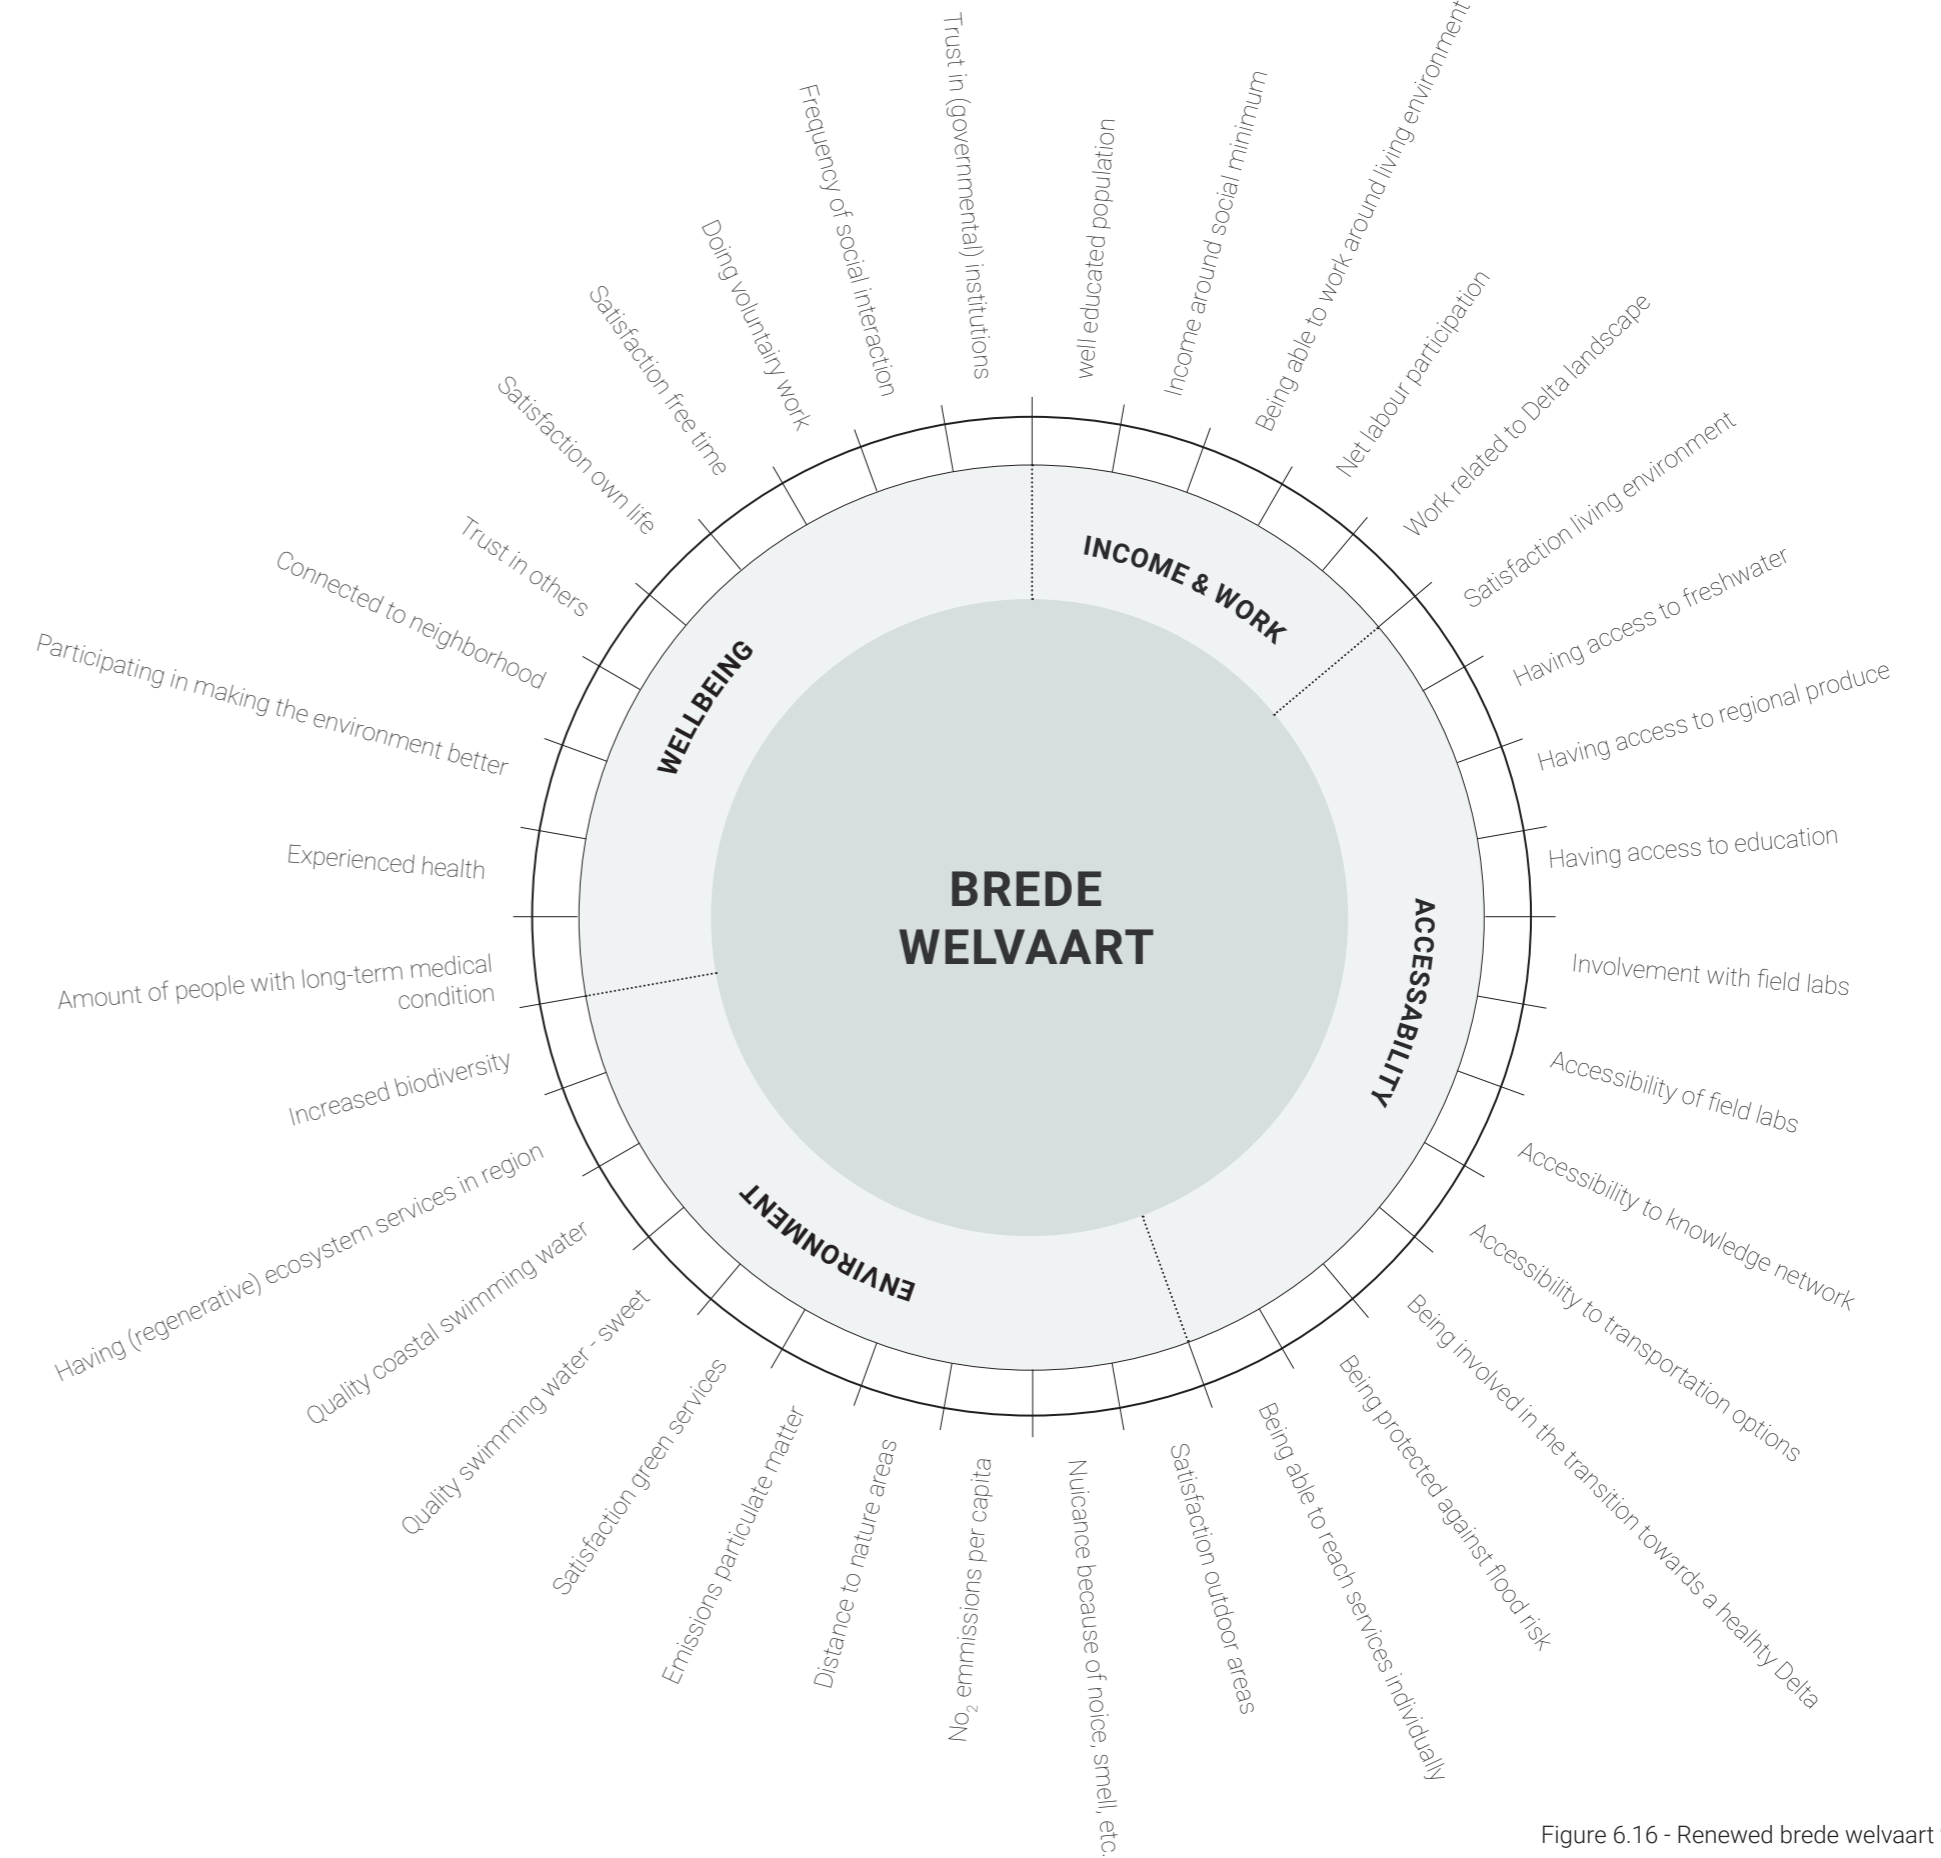 BREDE
WELVAART
INCOME & WORK
ACCESSABILITY
ENVIRONMENT
WELLBEING
well educated population
Income around social minimum
Being able to work around living environment
Net labour participation
Work related to Delta landscape
Satisfaction living environment
Having access to freshwater
Having access to regional produce
Having access to education
Involvement with field labs
Accessibility of field labs
Accessibility to knowledge network
Accessibility to transportation options
Being involved in the transition towards a healhty Delta
Being protected against flood risk
Being able to reach services individually
Satisfaction outdoor areas
Nuicance because of noice, smell, etc.
No₂ emmissions per capita
Distance to nature areas
Emissions particulate matter
Satisfaction green services
Quality swimming water - sweet
Quality coastal swimming water
Having (regenerative) ecosystem services in region
Increased biodiversity
Amount of people with long-term medical
condition
Experienced health
Participating in making the environment better
Connected to neighborhood
Trust in others
Satisfaction own life
Satisfaction free time
Doing voluntairy work
Frequency of social interaction
Trust in (governmental) institutions
Figure 6.16 - Renewed brede welvaart